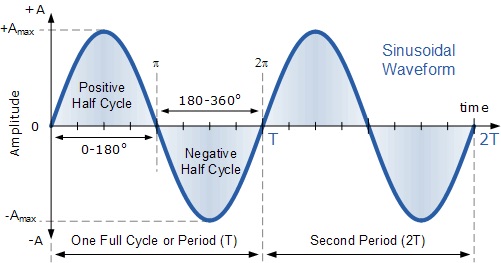 +A
+Amax
π
2π
Sinusoidal
Waveform
Positive
Half Cycle
180-360°
time
Amplitude
0
0-180°
T
2T
Negative
Half Cycle
-Amax
-A
One Full Cycle or Period (T)
Second Period (2T)